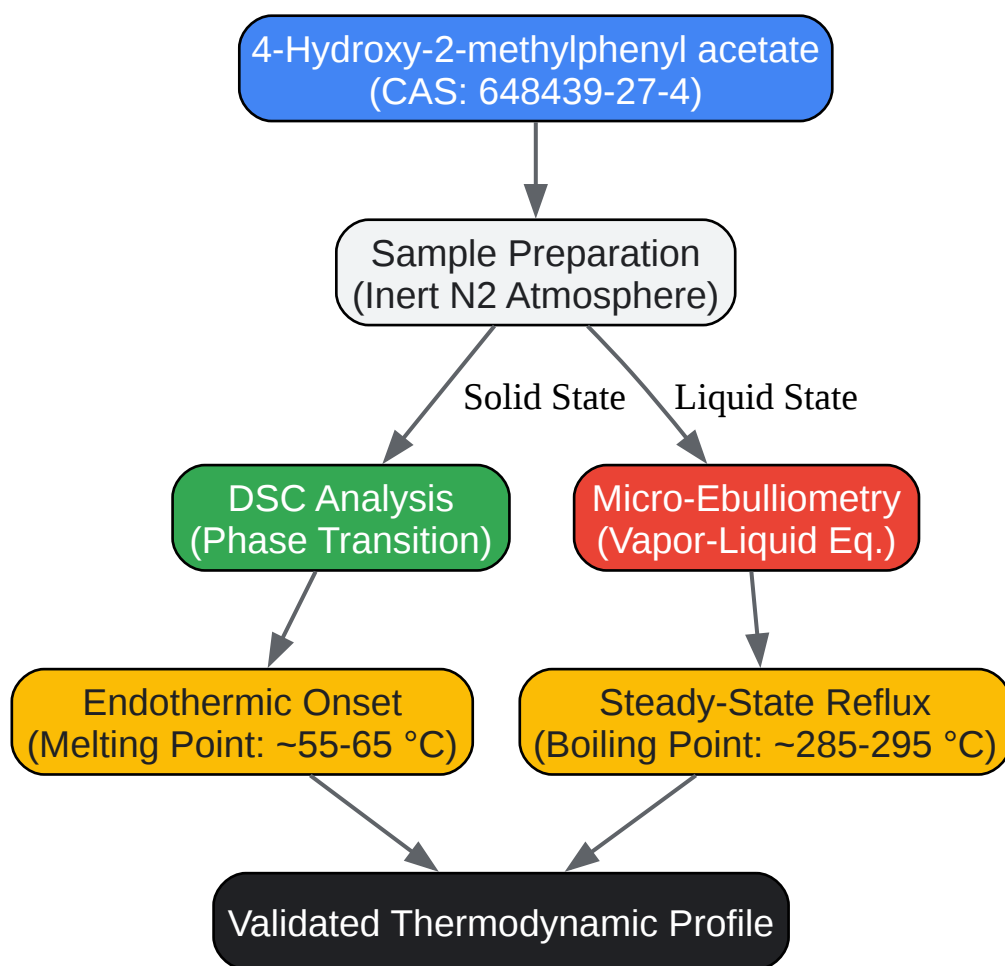 4-Hydroxy-2-methylphenyl acetate
(CAS: 648439-27-4)
Sample Preparation
(Inert N2 Atmosphere)
Solid State
Liquid State
DSC Analysis
(Phase Transition)
Micro-Ebulliometry
(Vapor-Liquid Eq.)
Endothermic Onset
(Melting Point: ~55-65 °C)
Steady-State Reflux
(Boiling Point: ~285-295 °C)
Validated Thermodynamic Profile